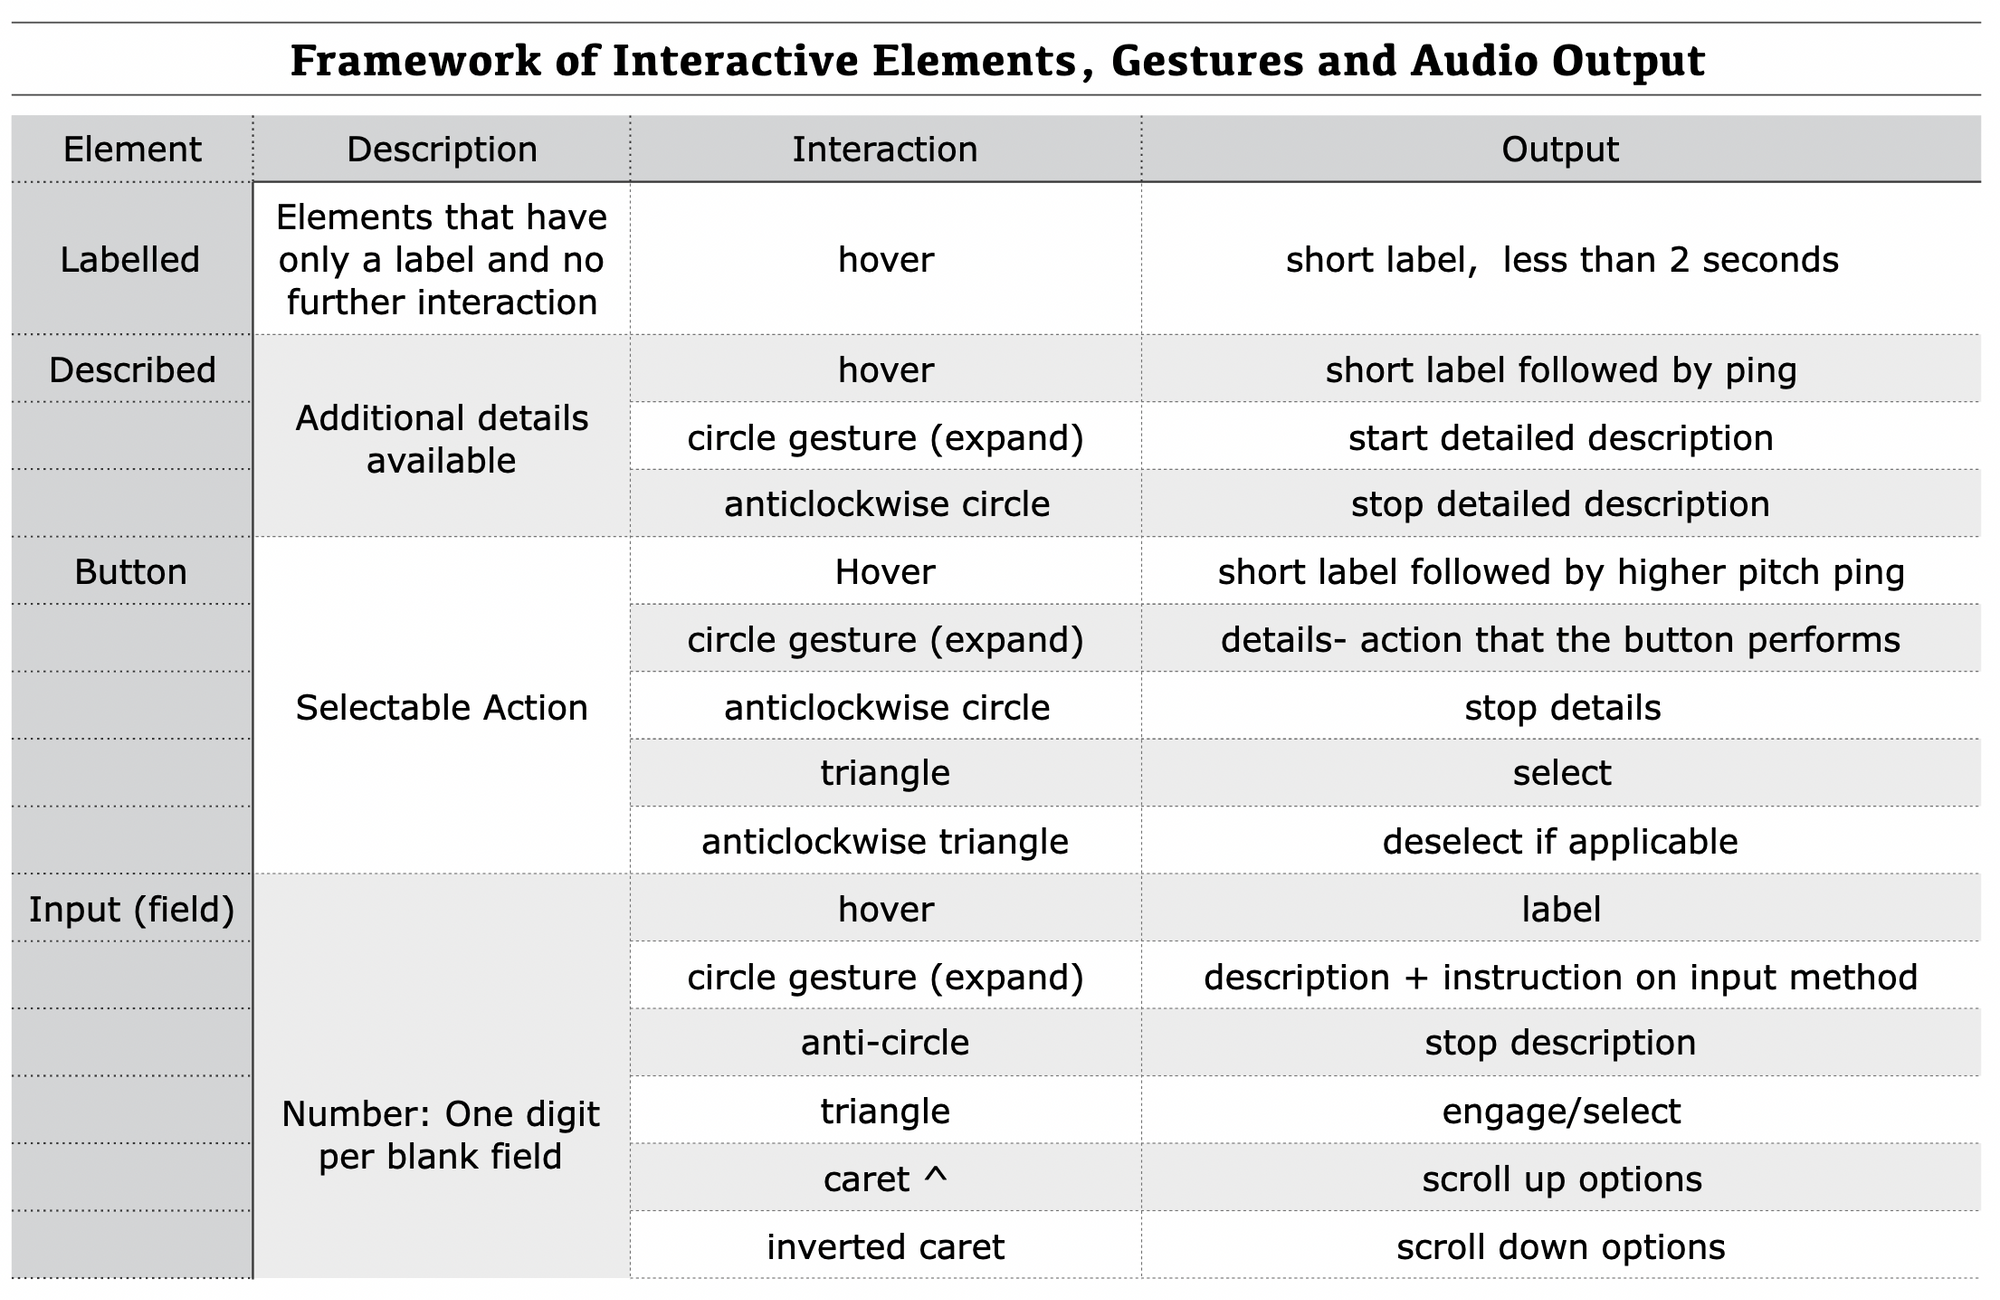 Framework of Interactive Elements, Gestures and Audio Output
Element Description Interaction Output
Labelled
Elements that have
only a label and no
further interaction
hover
short label,  less than 2 seconds
Described
Additional details
available
hover
short label followed by ping
circle gesture (expand)
start detailed description
anticlockwise circle
stop detailed description
Button
Selectable Action
Hover
short label followed by higher pitch ping
circle gesture (expand)
details- action that the button performs
anticlockwise circle
stop details
triangle
select
anticlockwise triangle
deselect if applicable
Input (field)
Number: One digit
per blank field
hover
label
circle gesture (expand)
description + instruction on input method
anti-circle
stop description
triangle
engage/select
caret ^
scroll up options
inverted caret
scroll down options